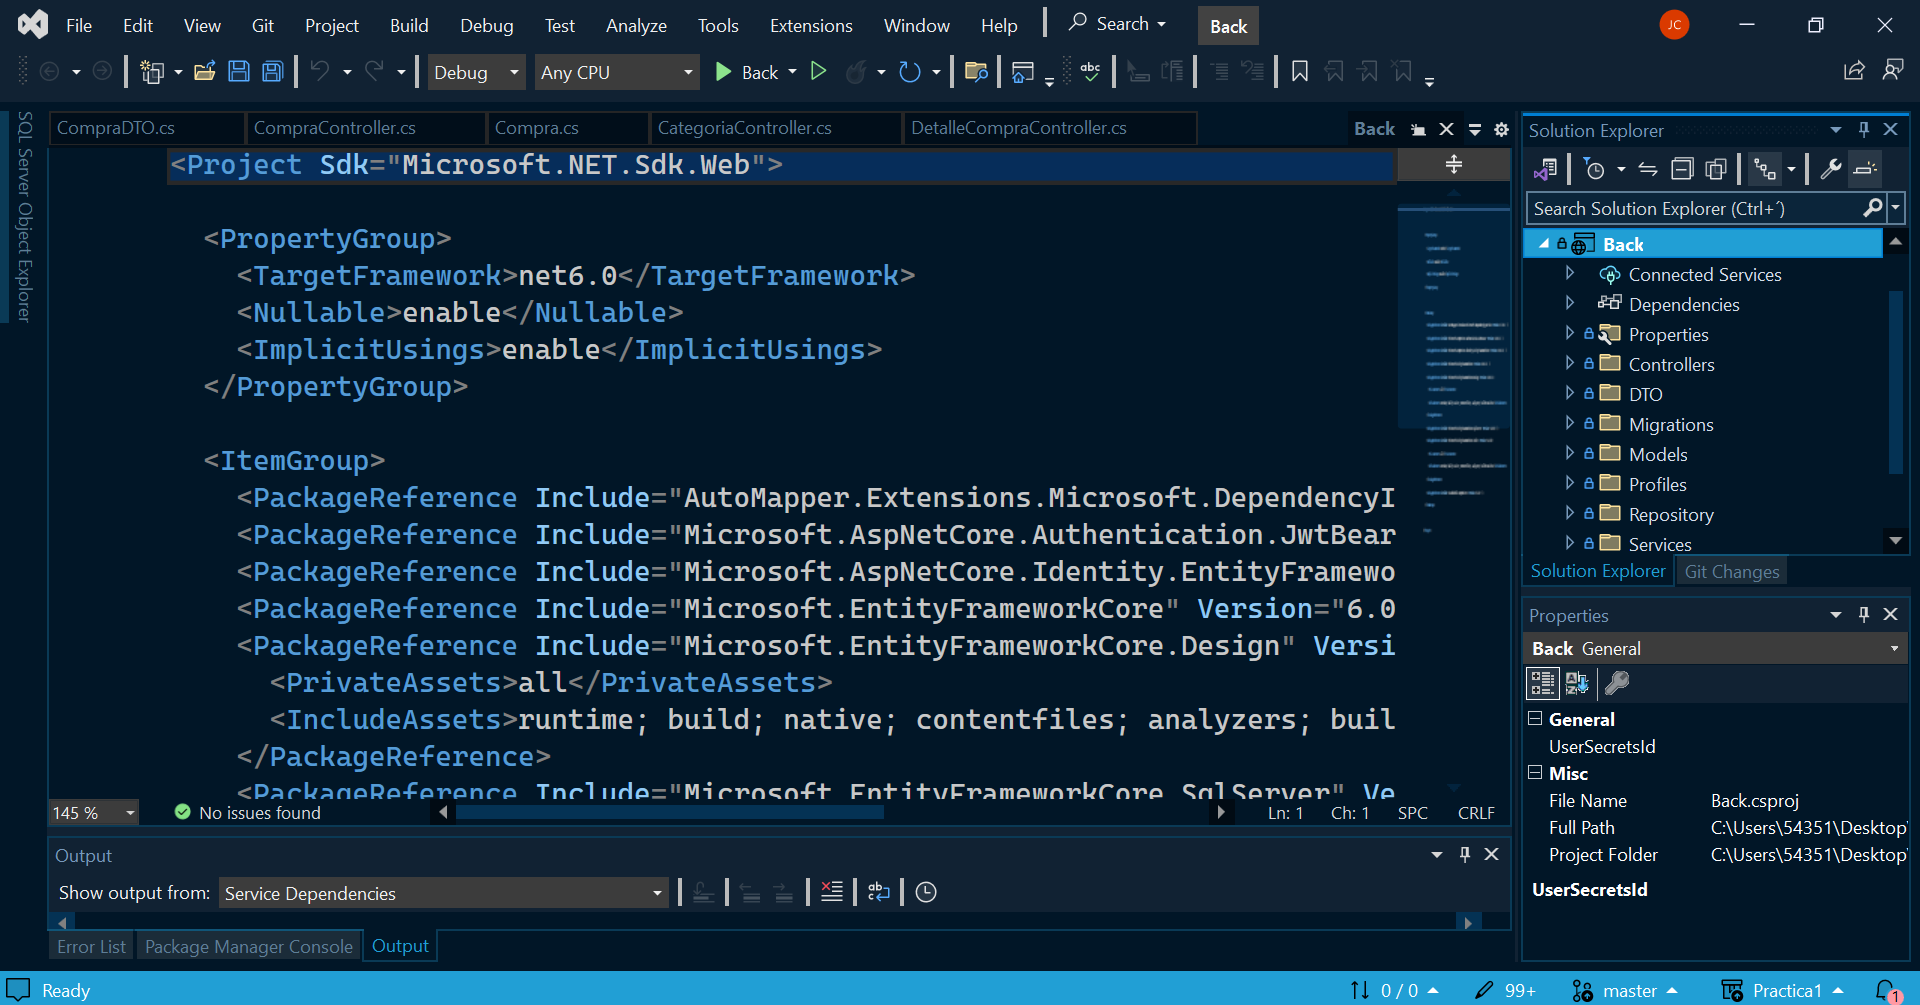 File Edit View Git Project Build Debug Test Analyze Tools Extensions Window Help Search Back JC
Debug Any CPU Back abc
SQL Server Object Explorer
CompraDTO.cs CompraController.cs Compra.cs CategoriaController.cs DetalleCompraController.cs Back
<Project Sdk="Microsoft.NET.Sdk.Web">
<PropertyGroup>
<TargetFramework>net6.0</TargetFramework>
<Nullable>enable</Nullable>
<ImplicitUsings>enable</ImplicitUsings>
</PropertyGroup>
<ItemGroup>
<PackageReference Include="AutoMapper.Extensions.Microsoft.DependencyI
<PackageReference Include="Microsoft.AspNetCore.Authentication.JwtBear
<PackageReference Include="Microsoft.AspNetCore.Identity.EntityFramewo
<PackageReference Include="Microsoft.EntityFrameworkCore" Version="6.0
<PackageReference Include="Microsoft.EntityFrameworkCore.Design" Versi
<PrivateAssets>all</PrivateAssets>
<IncludeAssets>runtime; build; native; contentfiles; analyzers; buil
</PackageReference>
<PackageReference Include="Microsoft.EntityFrameworkCore.SqlServer" Ve
145 % No issues found Ln: 1 Ch: 1 SPC CRLF
Output
Show output from: Service Dependencies
Error List Package Manager Console Output
Solution Explorer
Search Solution Explorer (Ctrl+´)
Back
Connected Services
Dependencies
Properties
Controllers
DTO
Migrations
Models
Profiles
Repository
Services
Solution Explorer Git Changes
Properties
Back General
General
UserSecretsId
Misc
File Name Back.csproj
Full Path C:\Users\54351\Desktop\
Project Folder C:\Users\54351\Desktop\
UserSecretsId
Ready 0 / 0 99+ master Practica1 1